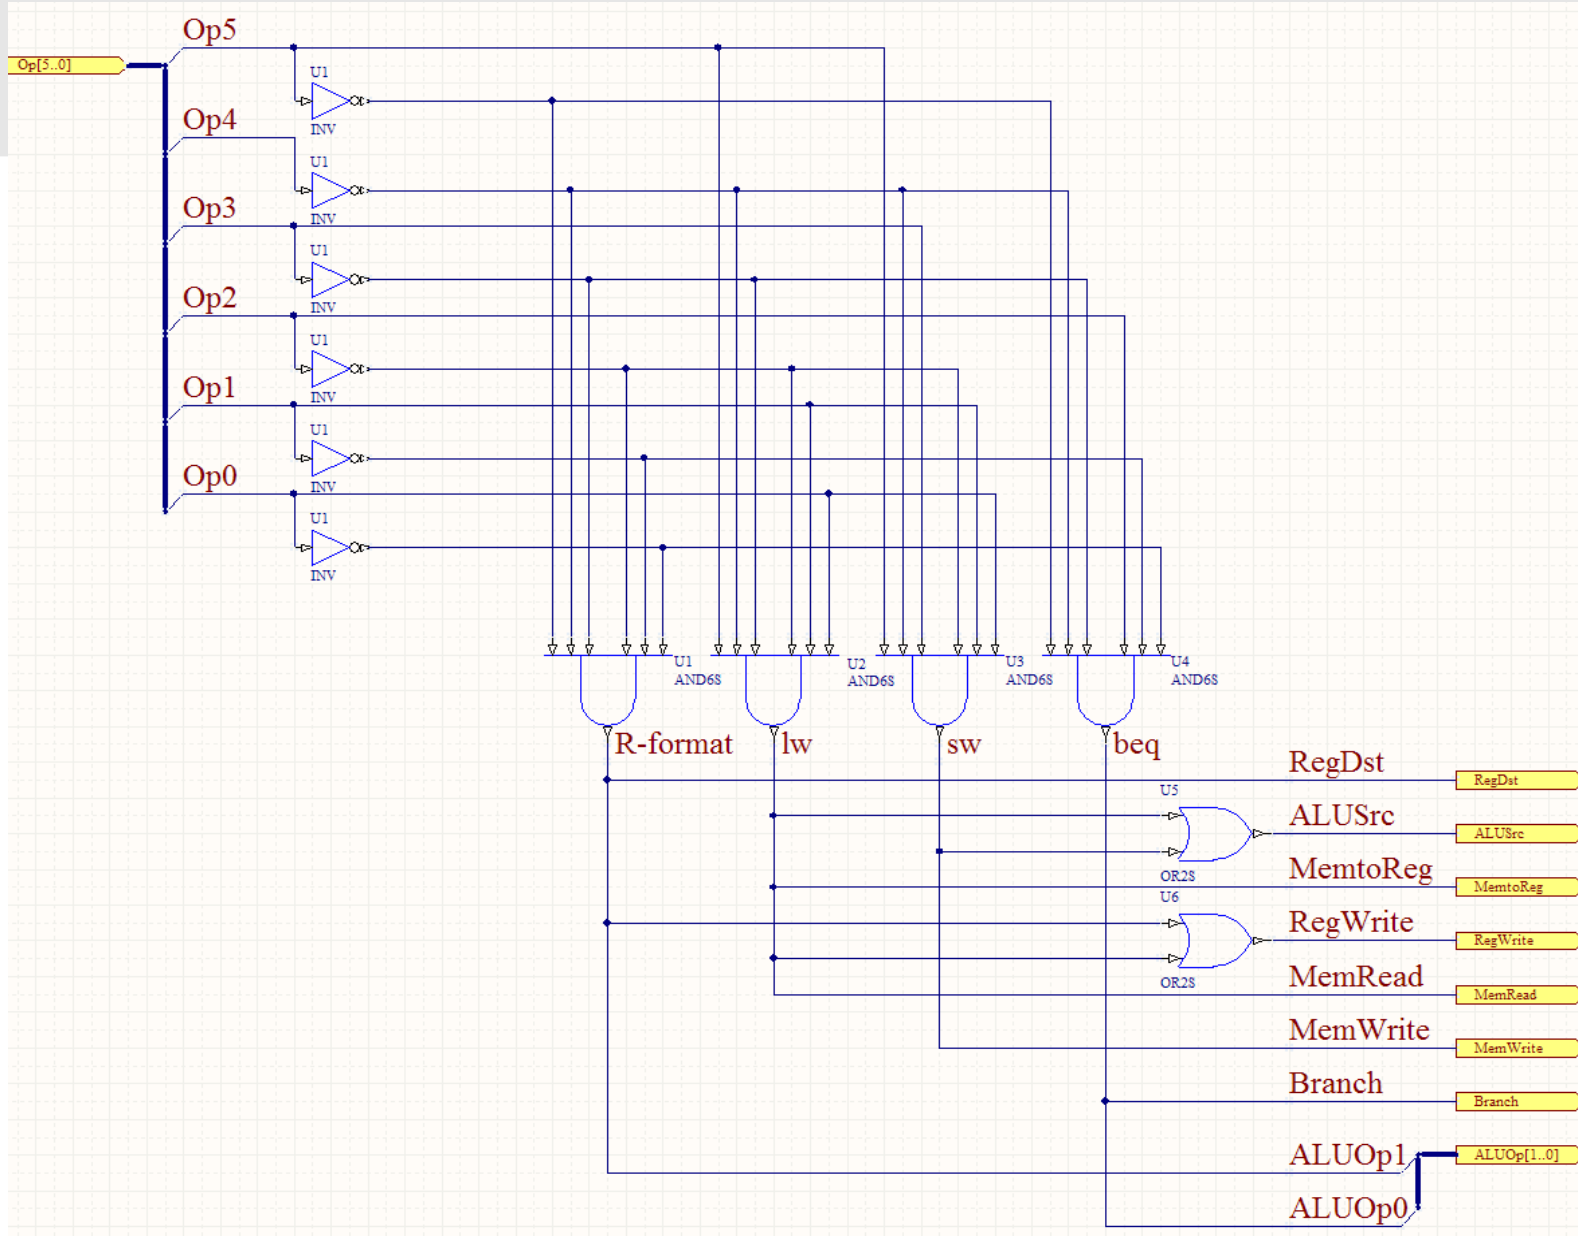 Op5
Op[5..0]
U1
INV
Op4
U1
INV
Op3
U1
INV
Op2
U1
INV
Op1
U1
INV
Op0
U1
INV
U1
AND6S
U2
AND6S
U3
AND6S
U4
AND6S
R-format
lw
sw
beq
RegDst
RegDst
U5
OR2S
ALUSrc
ALUSrc
MemtoReg
MemtoReg
U6
OR2S
RegWrite
RegWrite
MemRead
MemRead
MemWrite
MemWrite
Branch
Branch
ALUOp1
ALUOp[1..0]
ALUOp0